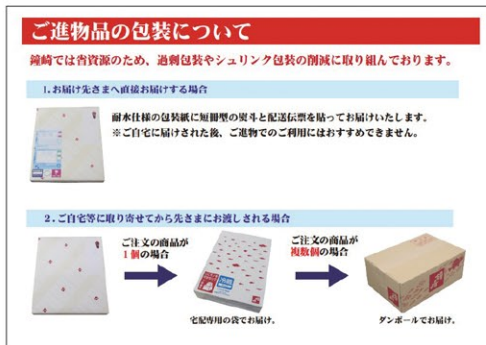 ご進物品の包装について
鐘崎では省資源のため、過剰包装やシュリンク包装の削減に取り組んでおります。
1.お届け先さまへ直接お届けする場合
耐水仕様の包装紙に短冊型の熨斗と配送伝票を貼ってお届けいたします。
※ご自宅に届けされた後、ご進物でのご利用にはおすすめできません。
2.ご自宅等に取り寄せてから先さまにお渡しされる場合
ご注文の商品が
1個の場合
ご注文の商品が
複数個の場合
宅配専用の袋でお届け。
ダンボールでお届け。